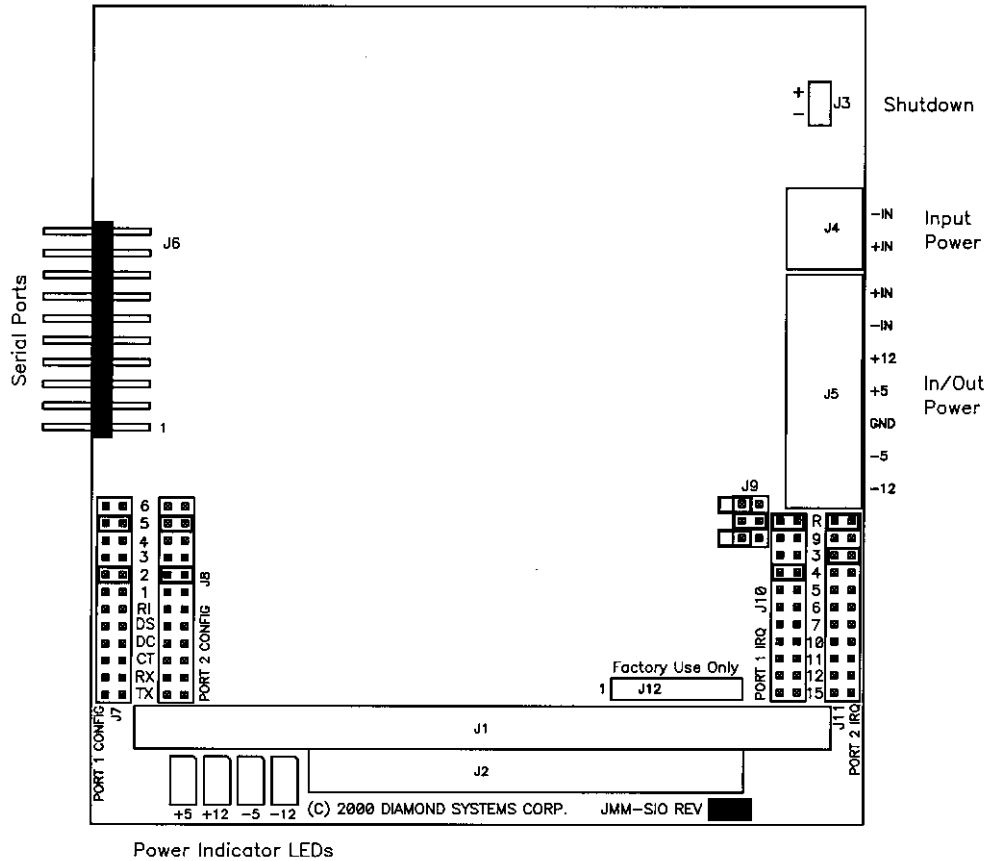 +
-
J3
Shutdown
J4
-IN
+IN
Input
Power
J6
Serial Ports
1
J5
+IN
-IN
+12
+5
GND
-5
-12
In/Out
Power
J9
6
5
4
3
2
1
RI
DS
DC
CT
RX
TX
J7
PORT 1 CONFIG
J8
PORT 2 CONFIG
R
9
3
4
5
6
7
10
11
12
15
J10
PORT 1 IRQ
J11
PORT 2 IRQ
Factory Use Only
1
J12
J1
J2
+5
+12
-5
-12
(C) 2000 DIAMOND SYSTEMS CORP.
JMM-SIO REV
Power Indicator LEDs